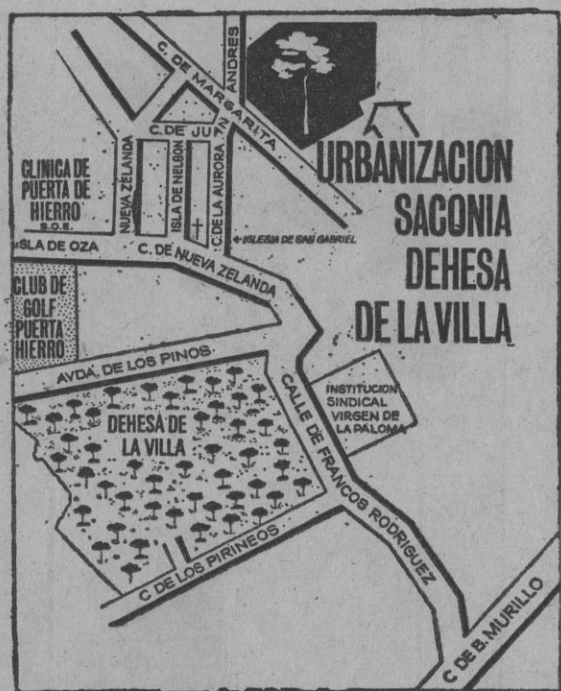 C. DE MARGARITA
ANDRES
C. DE JU
URBANIZACION
SACONIA
DEHESA
DE LA VILLA
CLINICA DE
PUERTA DE
HIERRO
S.O.E.
NUEVA ZELANDA
ISLA DE NELSON
C. DE LA AURORA
IGLESIA DE SAN GABRIEL
ISLA DE OZA
C. DE NUEVA ZELANDA
CLUB DE
GOLF
PUERTA
HIERRO
AVDA. DE LOS PINOS
INSTITUCION
SINDICAL
VIRGEN DE
LA PALOMA
DEHESA DE
LA VILLA
CALLE DE FRANCOS RODRIGUEZ
C. DE LOS PIRINEOS
C DE B. MURILLO